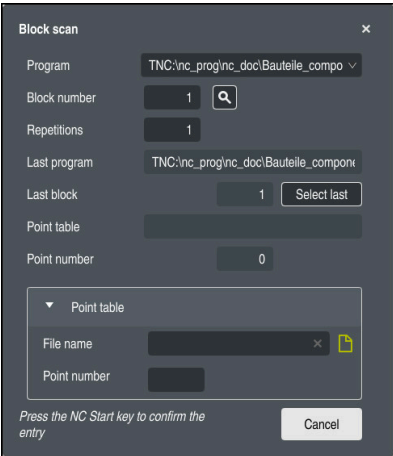 Block scan
Program TNC:\nc_prog\nc_doc\Bauteile_compo
Block number 1
Repetitions 1
Last program TNC:\nc_prog\nc_doc\Bauteile_compone
Last block 1 Select last
Point table
Point number 0
Point table
File name
Point number
Press the NC Start key to confirm the
entry
Cancel